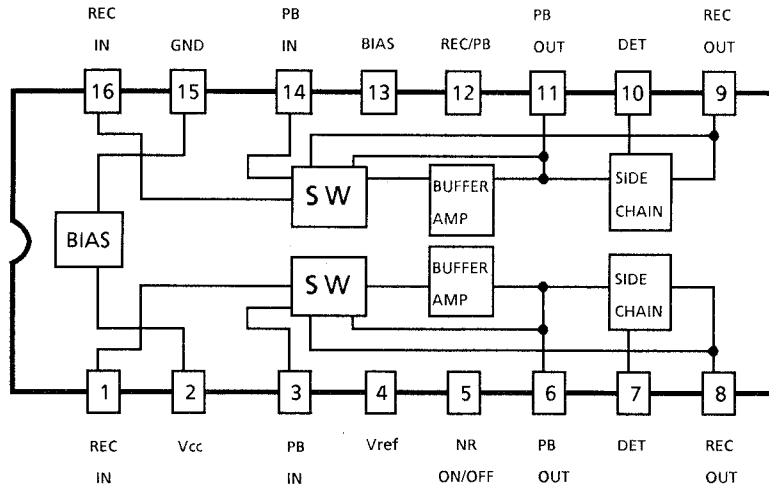 REC IN
GND
PB IN
BIAS
REC/PB
PB OUT
DET
REC OUT
16
15
14
13
12
11
10
9
SW
BUFFER AMP
SIDE CHAIN
BIAS
SW
BUFFER AMP
SIDE CHAIN
1
2
3
4
5
6
7
8
REC IN
Vcc
PB IN
Vref
NR ON/OFF
PB OUT
DET
REC OUT